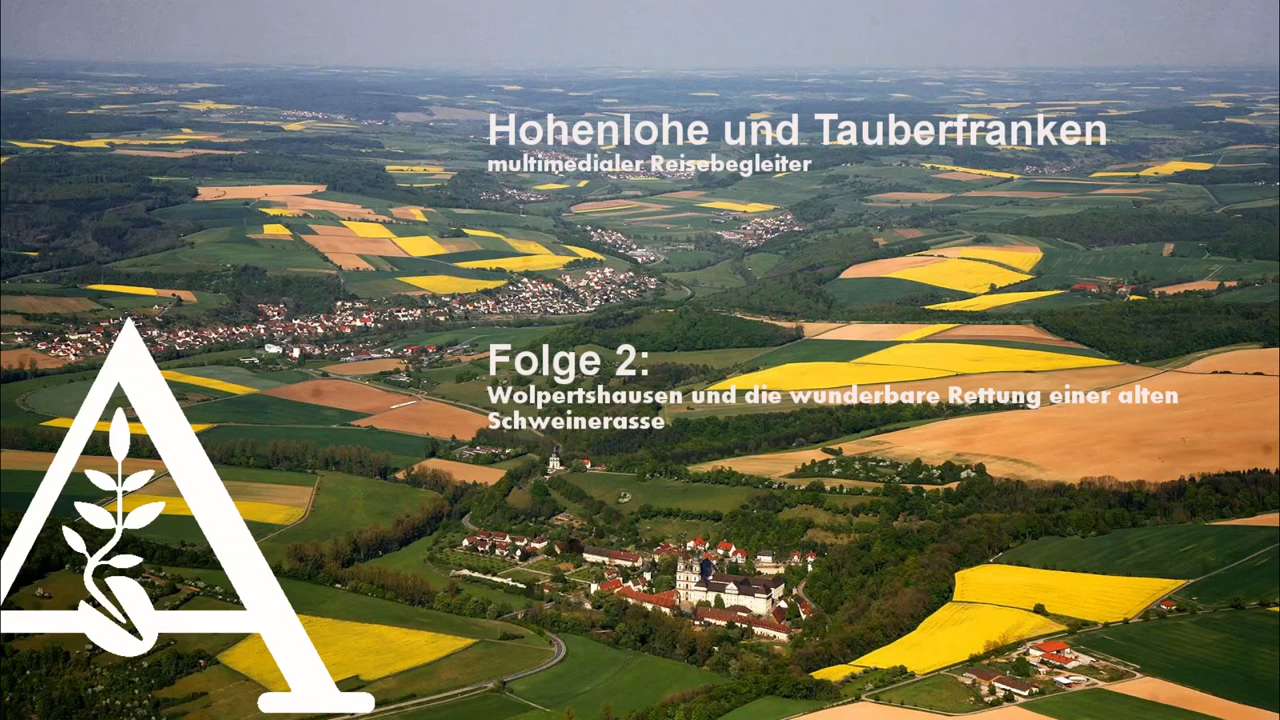 Hohenlohe und Tauberfranken
multimedialer Reisebegleiter
Folge 2:
Wolpertshausen und die wunderbare Rettung einer alten
Schweinerasse